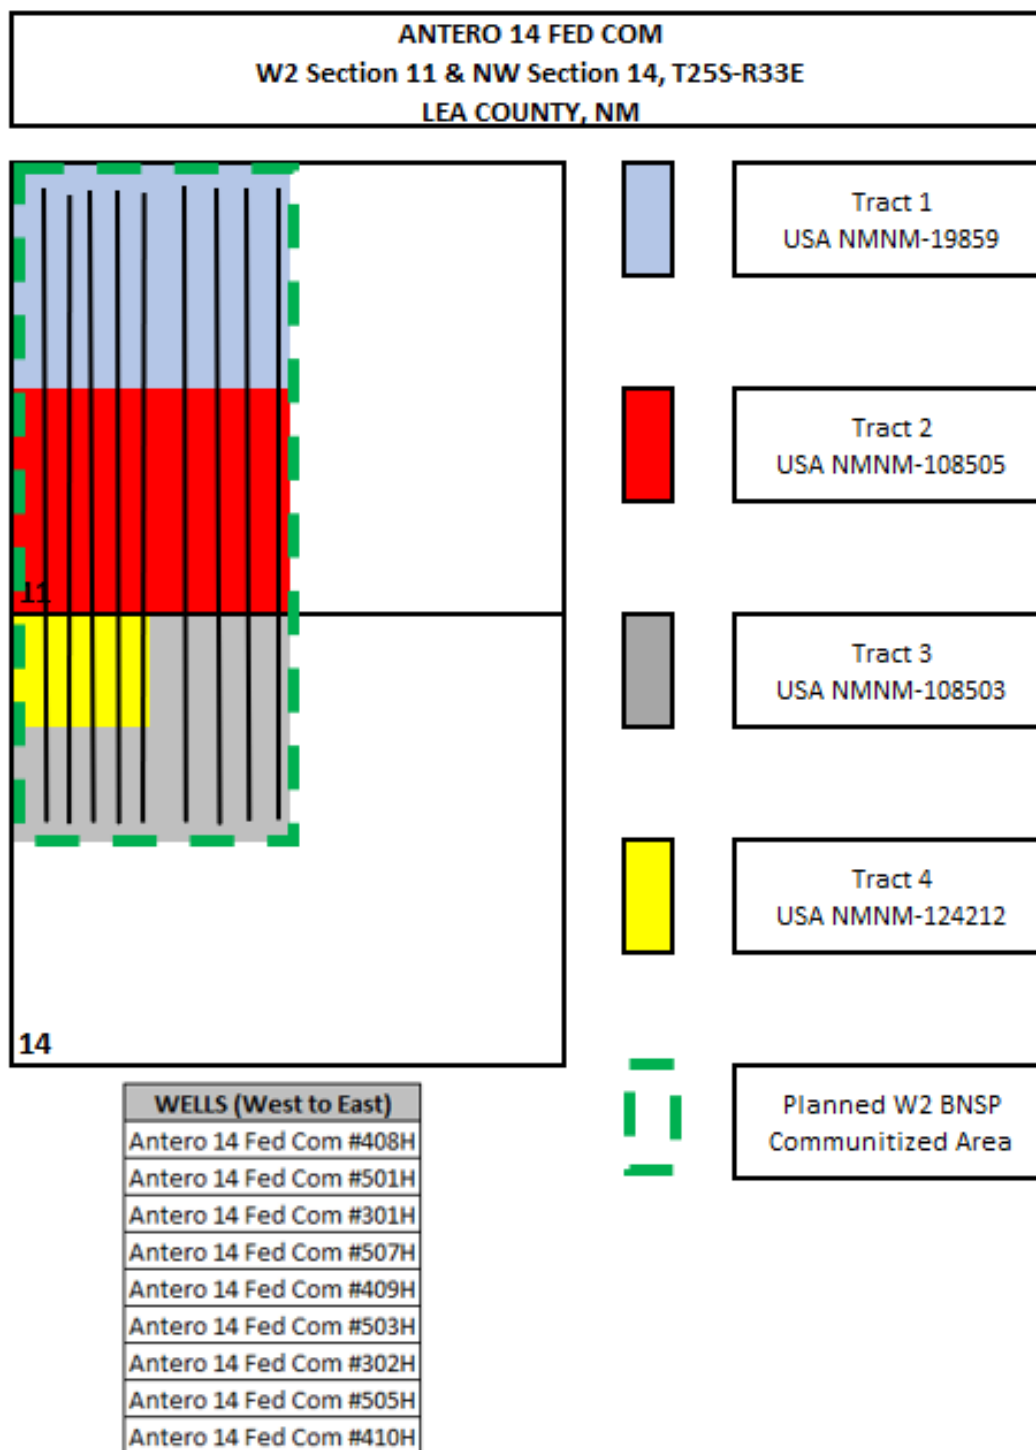 ANTERO 14 FED COM
W2 Section 11 & NW Section 14, T25S-R33E
LEA COUNTY, NM
Tract 1
USA NMNM-19859
Tract 2
USA NMNM-108505
11
Tract 3
USA NMNM-108503
Tract 4
USA NMNM-124212
14
Planned W2 BNSP
Communitized Area
WELLS (West to East)
Antero 14 Fed Com #408H
Antero 14 Fed Com #501H
Antero 14 Fed Com #301H
Antero 14 Fed Com #507H
Antero 14 Fed Com #409H
Antero 14 Fed Com #503H
Antero 14 Fed Com #302H
Antero 14 Fed Com #505H
Antero 14 Fed Com #410H